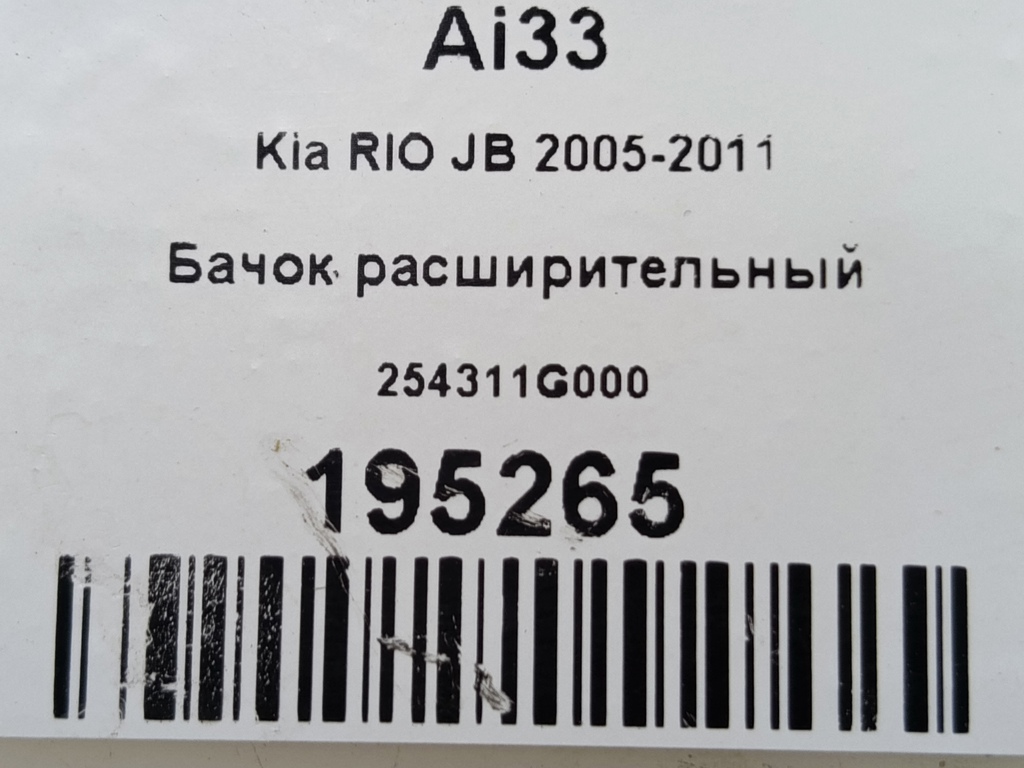 Ai33
Kia RIO JB 2005-2011
Бачок расширительный
254311G000
195265